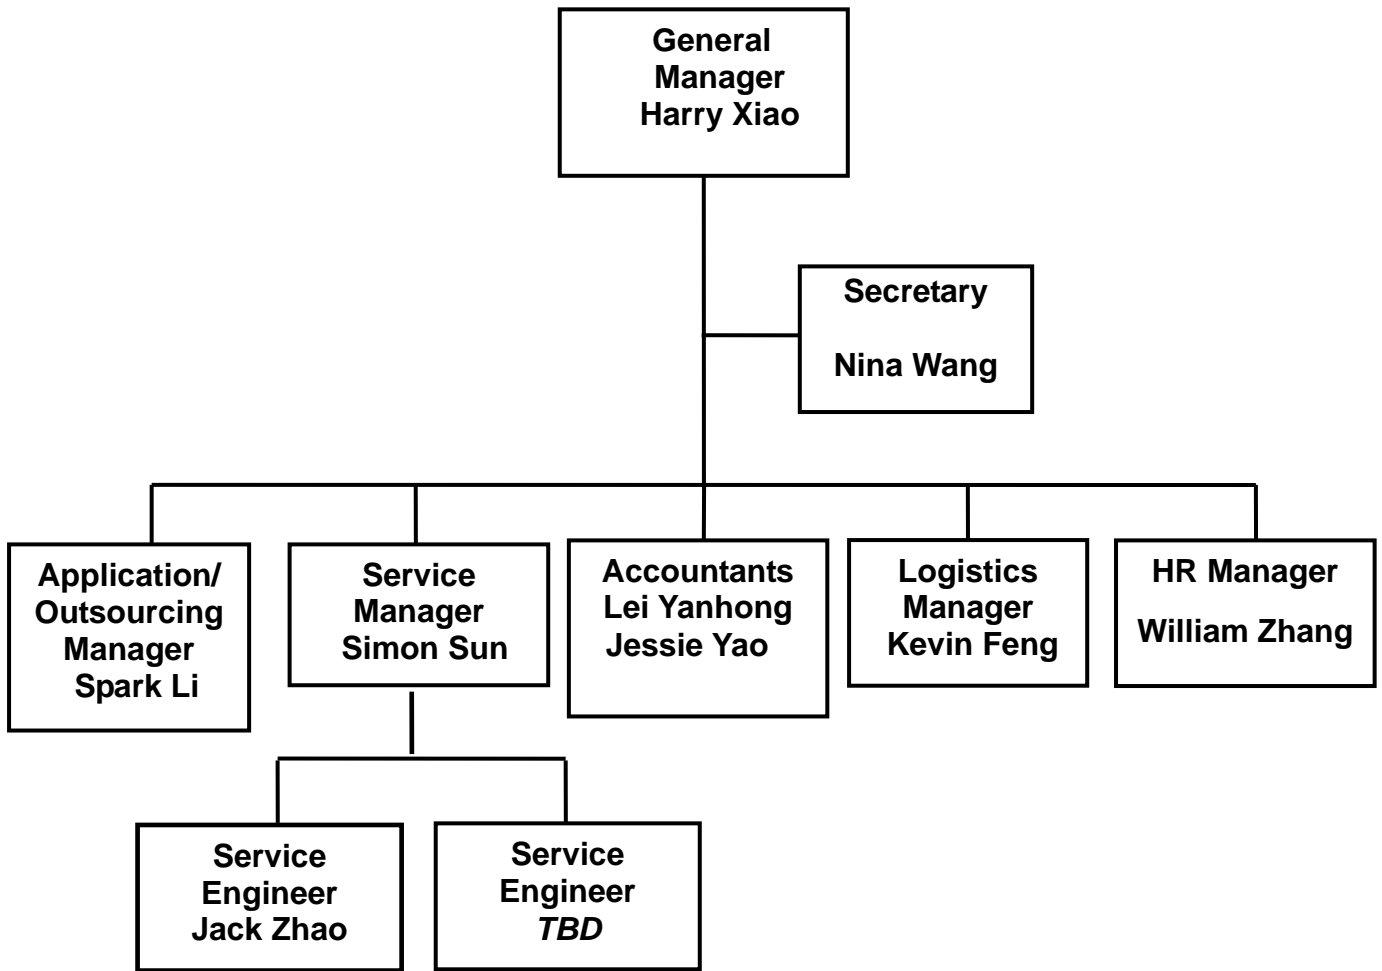 General
Manager
Harry Xiao
Secretary
Nina Wang
Application/
Outsourcing
Manager
Spark Li
Service
Manager
Simon Sun
Accountants
Lei Yanhong
Jessie Yao
Logistics
Manager
Kevin Feng
HR Manager
William Zhang
Service
Engineer
Jack Zhao
Service
Engineer
TBD